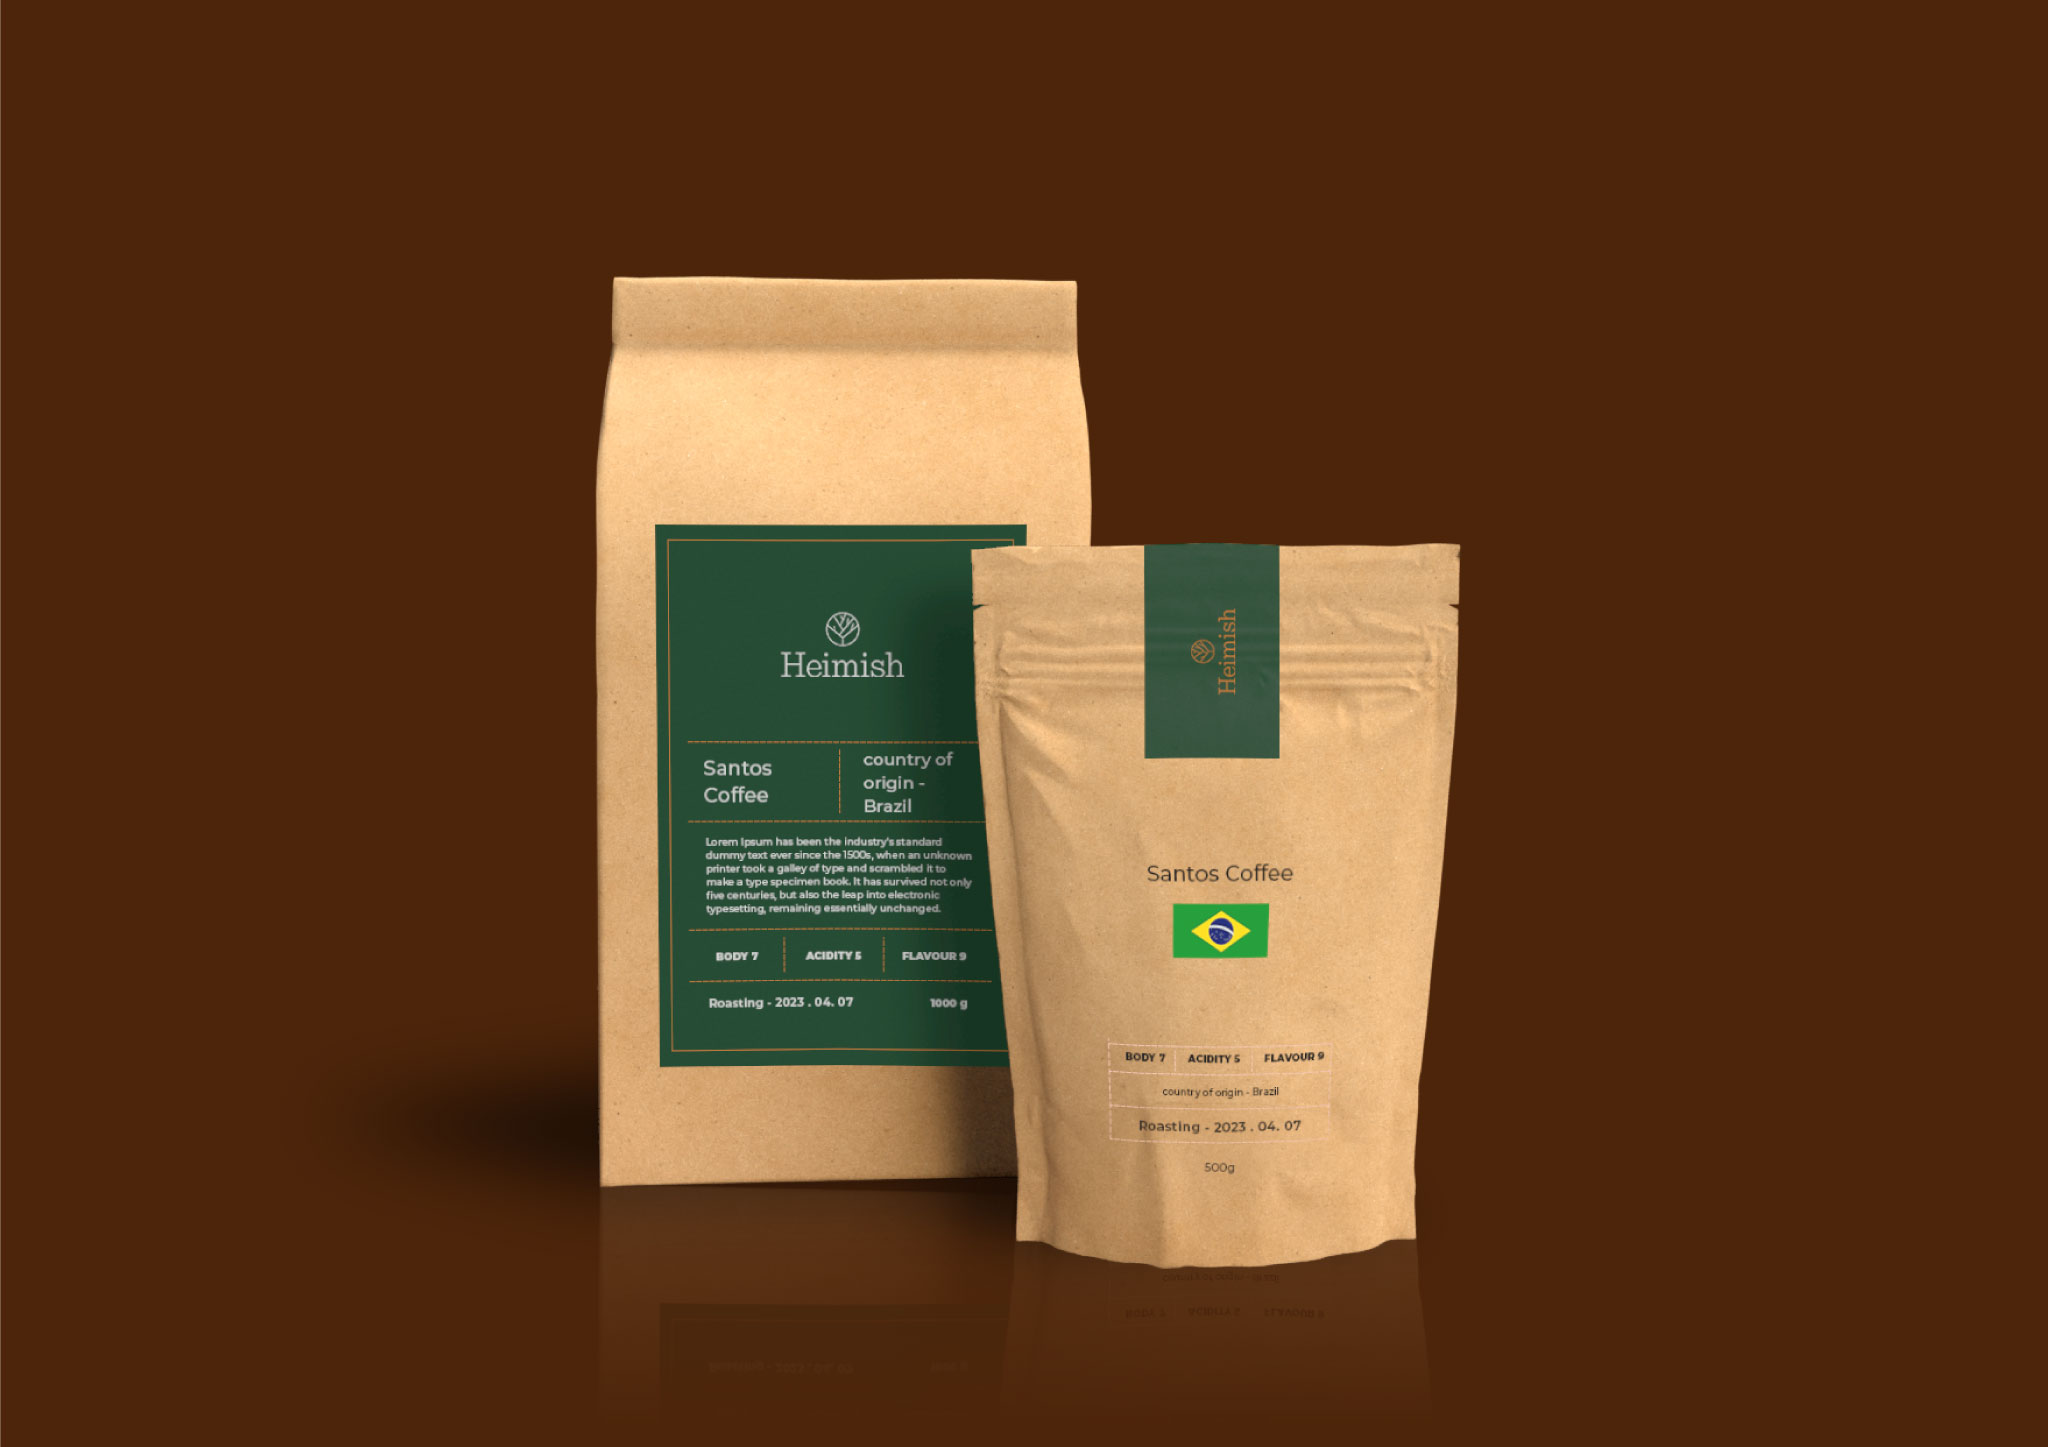 Heimish
Santos
Coffee
country of
origin -
Brazil
Lorem Ipsum has been the industry's standard
dummy text ever since the 1500s, when an unknown
printer took a galley of type and scrambled it to
make a type specimen book. It has survived not only
five centuries, but also the leap into electronic
typesetting, remaining essentially unchanged.
BODY 7 ACIDITY 5 FLAVOUR 9
Roasting - 2023 . 04. 07 1000 g
Heimish
Santos Coffee
BODY 7 ACIDITY 5 FLAVOUR 9
country of origin - Brazil
Roasting - 2023 . 04. 07
500g